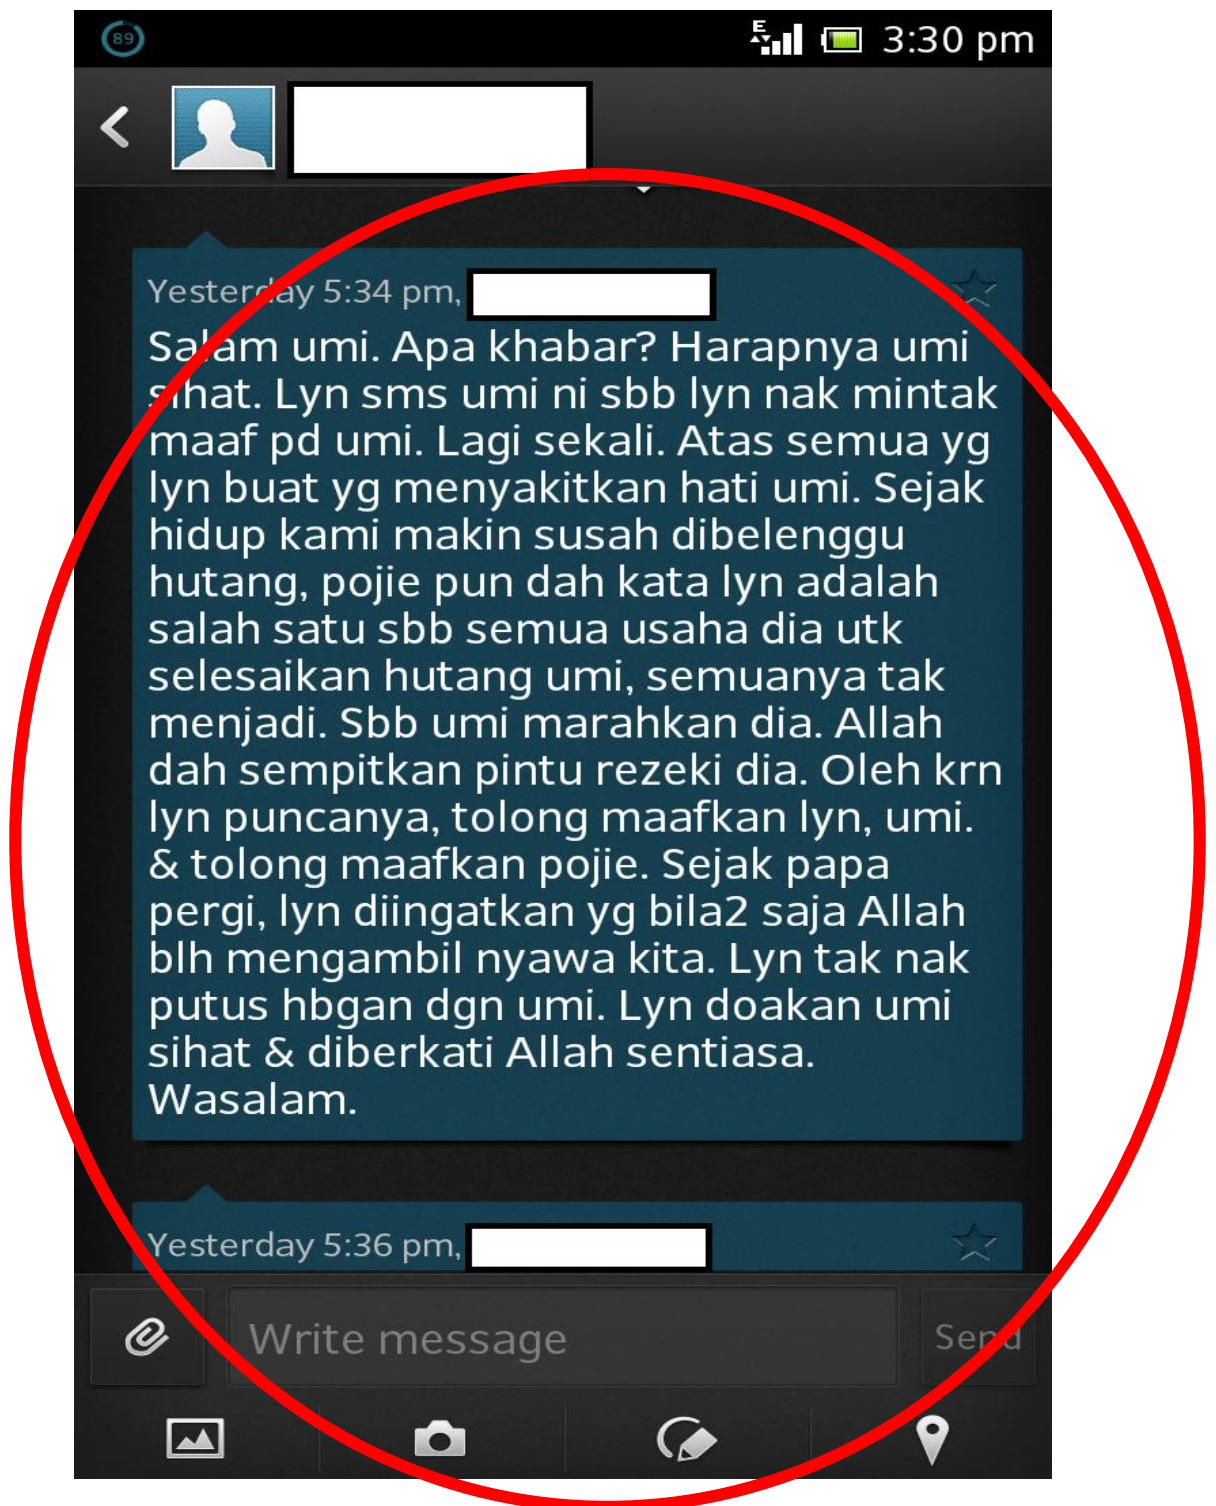 89
E
3:30 pm
Yesterday 5:34 pm,
Salam umi. Apa khabar? Harapnya umi
sihat. Lyn sms umi ni sbb lyn nak mintak
maaf pd umi. Lagi sekali. Atas semua yg
lyn buat yg menyakitkan hati umi. Sejak
hidup kami makin susah dibelenggu
hutang, pojie pun dah kata lyn adalah
salah satu sbb semua usaha dia utk
selesaikan hutang umi, semuanya tak
menjadi. Sbb umi marahkan dia. Allah
dah sempitkan pintu rezeki dia. Oleh krn
lyn puncanya, tolong maafkan lyn, umi.
& tolong maafkan pojie. Sejak papa
pergi, lyn diingatkan yg bila2 saja Allah
blh mengambil nyawa kita. Lyn tak nak
putus hbgan dgn umi. Lyn doakan umi
sihat & diberkati Allah sentiasa.
Wasalam.
Yesterday 5:36 pm,
Write message
Send